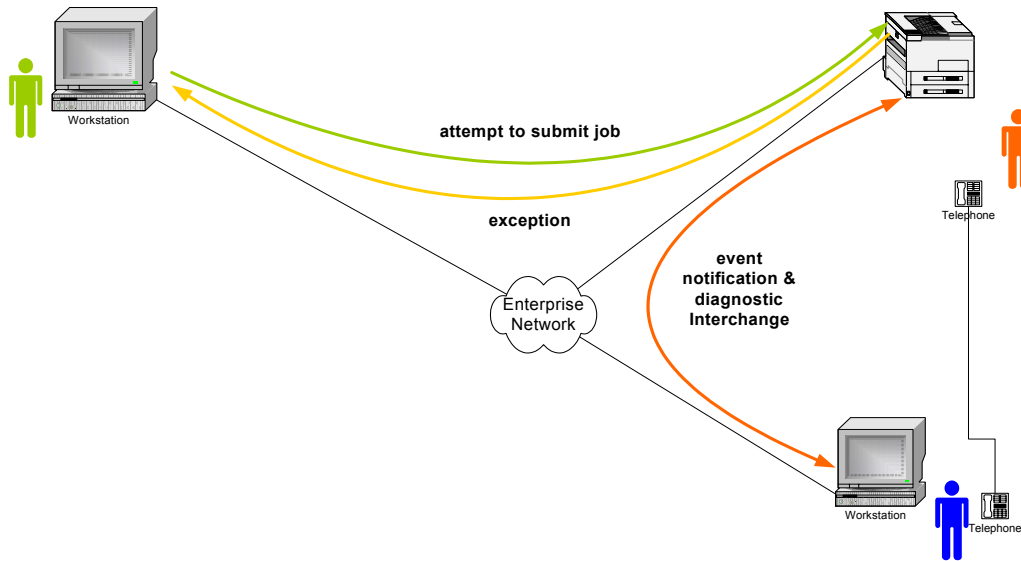 Workstation
attempt to submit job
exception
Telephone
event
notification &
diagnostic
Interchange
Enterprise
Network
Workstation
Telephone